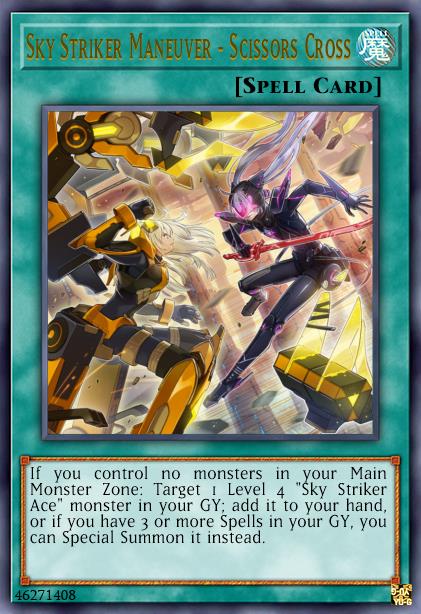 Sky Striker Maneuver - Scissors Cross
SPELL
魔
[Spell Card]
If you control no monsters in your Main
Monster Zone: Target 1 Level 4 "Sky Striker
Ace" monster in your GY; add it to your hand,
or if you have 3 or more Spells in your GY, you
can Special Summon it instead.
46271408